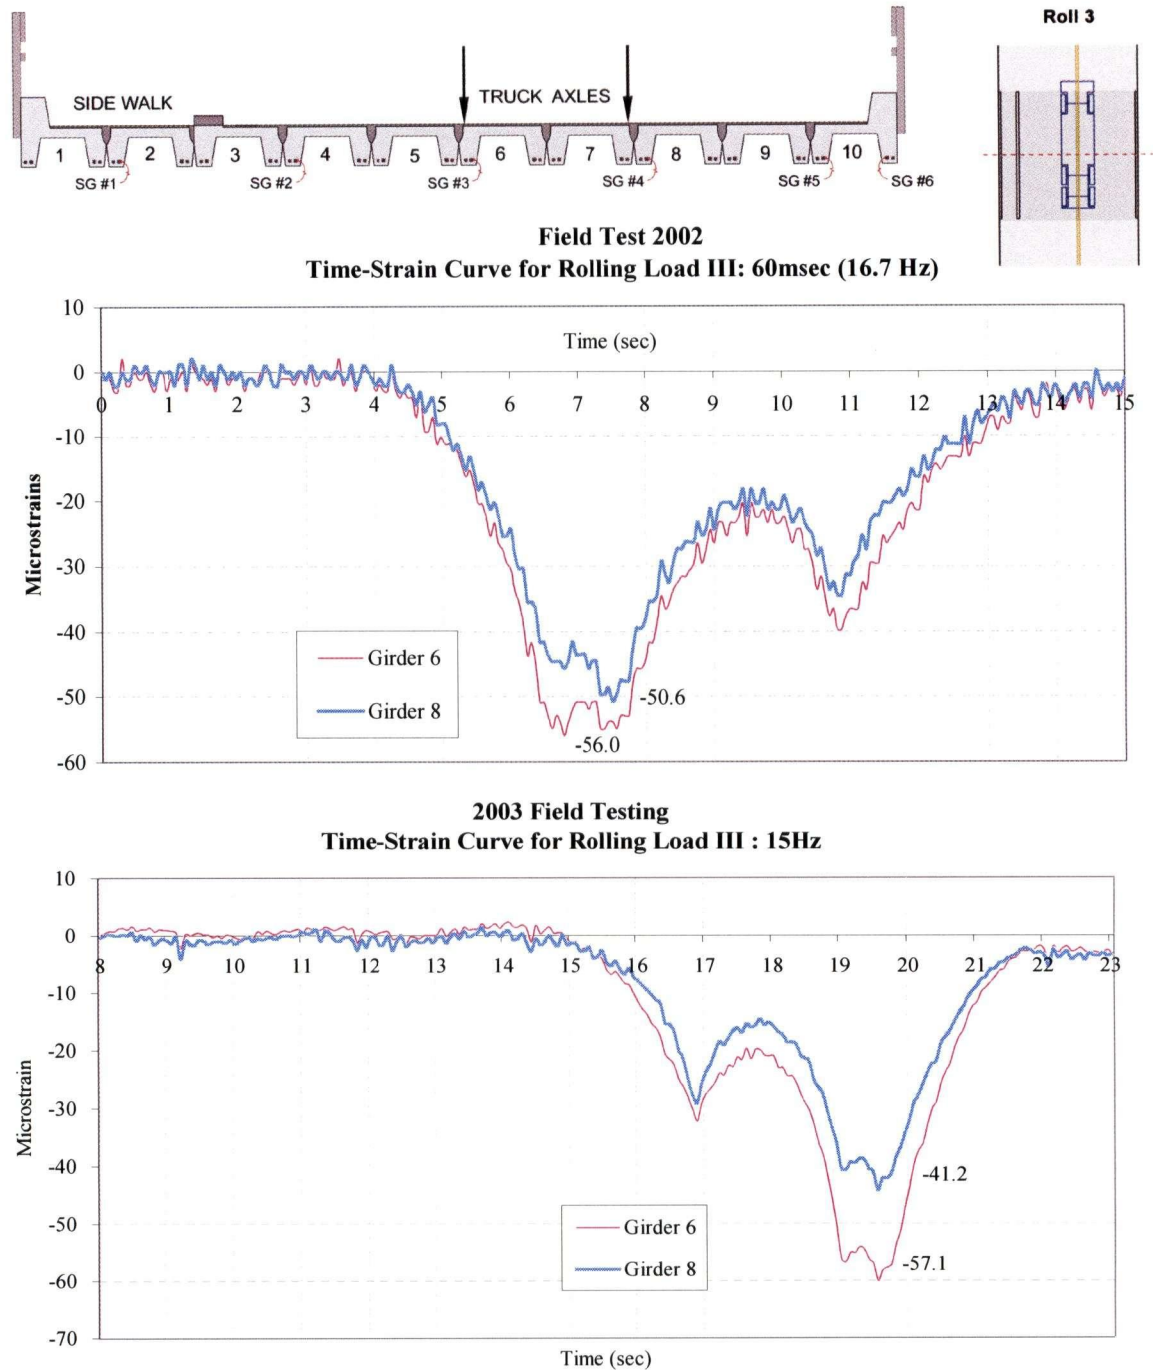 Roll 3
SIDE WALK
TRUCK AXLES
1 2 3 4 5 6 7 8 9 10
SG #1 SG #2 SG #3 SG #4 SG #5 SG #6
Field Test 2002
Time-Strain Curve for Rolling Load III: 60msec (16.7 Hz)
10
Time (sec)
0
0 1 2 3 4 5 6 7 8 9 10 11 12 13 14 15
-10
-20
-30
-40
-50
-60
Microstrains
Girder 6
Girder 8
-50.6
-56.0
2003 Field Testing
Time-Strain Curve for Rolling Load III : 15Hz
10
0
8 9 10 11 12 13 14 15 16 17 18 19 20 21 22 23
-10
-20
-30
-40
-50
-60
-70
Microstrain
-41.2
Girder 6
Girder 8
-57.1
Time (sec)